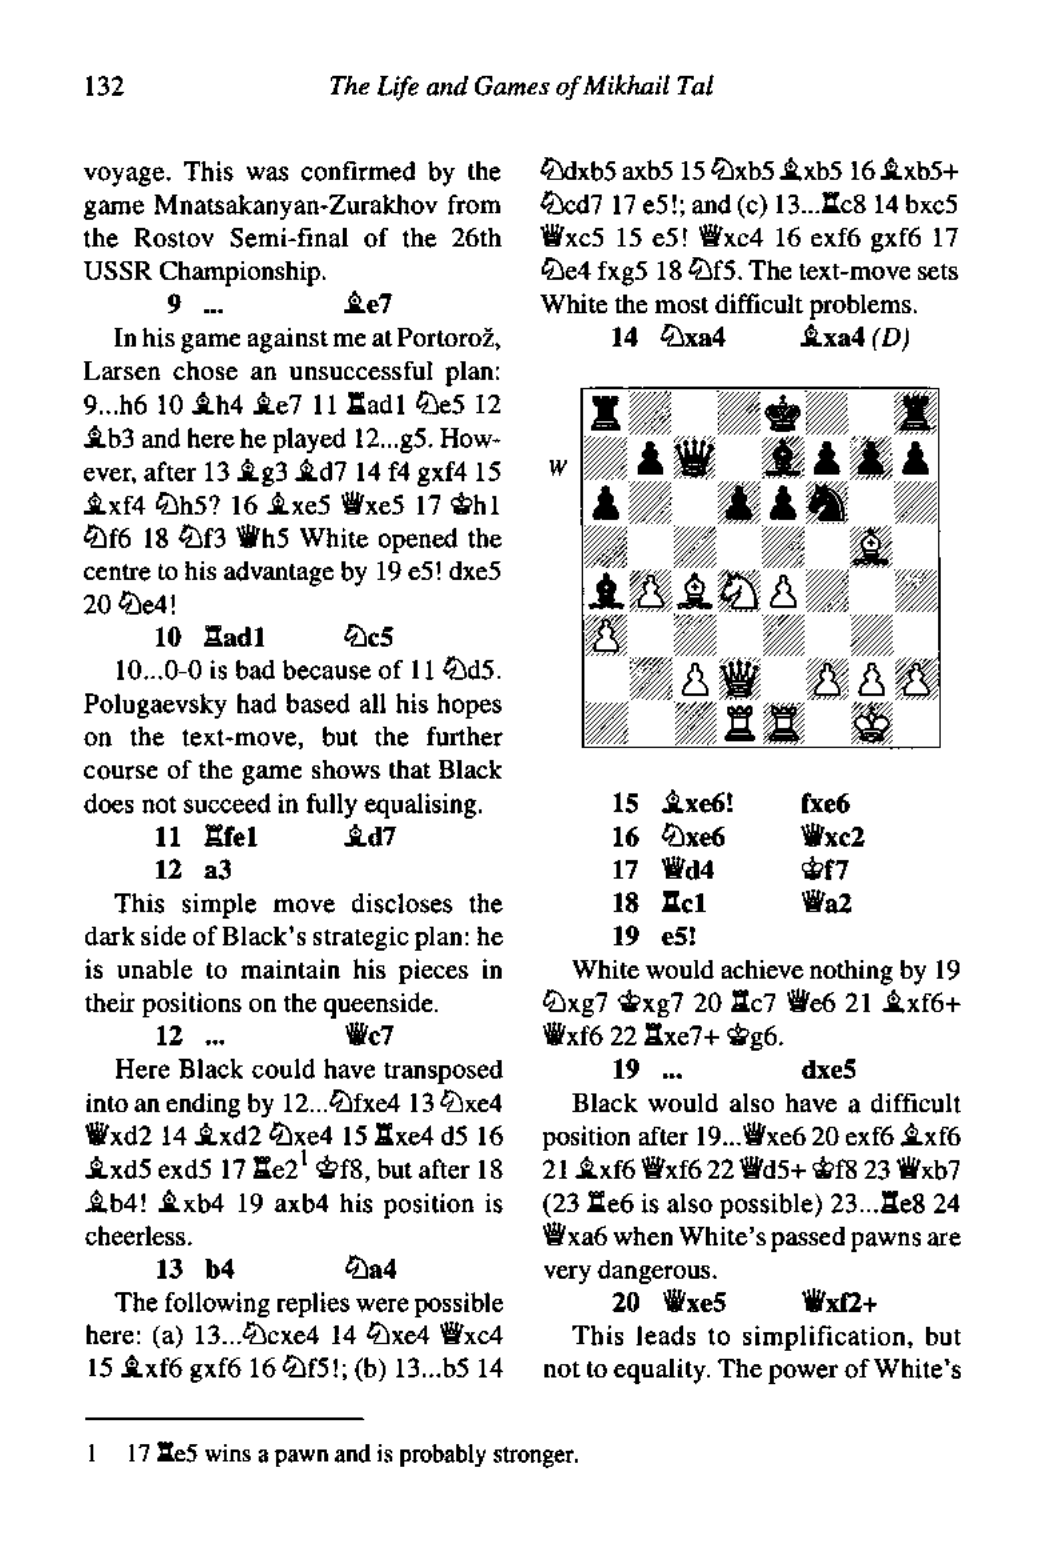 132
The Life and Games of Mikhail Tal
voyage. This was confirmed by the
game Mnatsakanyan-Zurakhov from
the Rostov Semi-final of the 26th
USSR Championship.
9 ... ♗e7
In his game against me at Portorož,
Larsen chose an unsuccessful plan:
9...h6 10 ♗h4 ♗e7 11 ♖ad1 ♘e5 12
♗b3 and here he played 12...g5. How-
ever, after 13 ♗g3 ♗d7 14 f4 gxf4 15
♗xf4 ♘h5? 16 ♗xe5 ♕xe5 17 ♔h1
♘f6 18 ♘f3 ♕h5 White opened the
centre to his advantage by 19 e5! dxe5
20 ♘e4!
10 ♖ad1 ♘c5
10...0-0 is bad because of 11 ♘d5.
Polugaevsky had based all his hopes
on the text-move, but the further
course of the game shows that Black
does not succeed in fully equalising.
11 ♖fe1 ♗d7
12 a3
This simple move discloses the
dark side of Black's strategic plan: he
is unable to maintain his pieces in
their positions on the queenside.
12 ... ♕c7
Here Black could have transposed
into an ending by 12...♘fxe4 13 ♘xe4
♕xd2 14 ♗xd2 ♘xe4 15 ♖xe4 d5 16
♗xd5 exd5 17 ♖e2¹ ♔f8, but after 18
♗b4! ♗xb4 19 axb4 his position is
cheerless.
13 b4 ♘a4
The following replies were possible
here: (a) 13...♘cxe4 14 ♘xe4 ♕xc4
15 ♗xf6 gxf6 16 ♘f5!; (b) 13...b5 14
♘dxb5 axb5 15 ♘xb5 ♗xb5 16 ♗xb5+
♘cd7 17 e5!; and (c) 13...♖c8 14 bxc5
♕xc5 15 e5! ♕xc4 16 exf6 gxf6 17
♘e4 fxg5 18 ♘f5. The text-move sets
White the most difficult problems.
14 ♘xa4 ♗xa4 (D)
W
15 ♗xe6! fxe6
16 ♘xe6 ♕xc2
17 ♕d4 ♔f7
18 ♖c1 ♕a2
19 e5!
White would achieve nothing by 19
♘xg7 ♔xg7 20 ♖c7 ♕e6 21 ♗xf6+
♕xf6 22 ♖xe7+ ♔g6.
19 ... dxe5
Black would also have a difficult
position after 19...♕xe6 20 exf6 ♗xf6
21 ♗xf6 ♕xf6 22 ♕d5+ ♔f8 23 ♕xb7
(23 ♖e6 is also possible) 23...♖e8 24
♕xa6 when White's passed pawns are
very dangerous.
20 ♕xe5 ♕xf2+
This leads to simplification, but
not to equality. The power of White's
1 17 ♖e5 wins a pawn and is probably stronger.